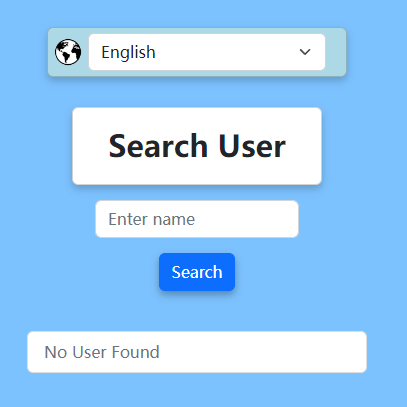 English
Search User
Enter name
Search
No User Found